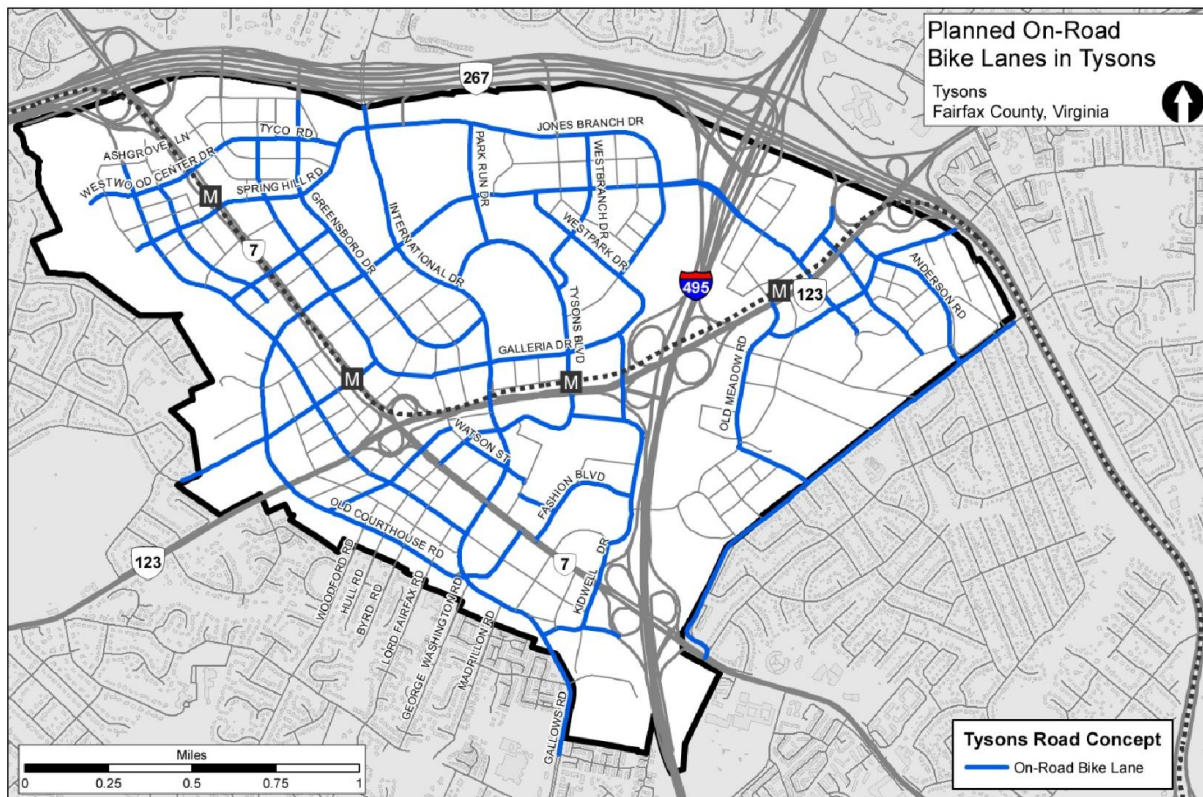 Planned On-Road
Bike Lanes in Tysons
Tysons
Fairfax County, Virginia
267
ASHGROVE LN
TYCO RD
WESTWOOD CENTER DR
SPRING HILL RD
M
7
GREENSBORO DR
INTERNATIONAL DR
PARK RUN DR
JONES BRANCH DR
WESTBRANCH DR
WESTPARK DR
TYSONS BLVD
GALLERIA DR
495
M
123
ANDERSON RD
OLD MEADOW RD
M
M
WATSON ST
FASHION BLVD
OLD COURTHOUSE RD
7
KIDWELL DR
123
WOODFORD RD
HULL RD
BYRD RD
LORD FAIRFAX RD
GEORGE WASHINGTON RD
MADRILLON RD
GALLOWS RD
Miles
0 0.25 0.5 0.75 1
Tysons Road Concept
On-Road Bike Lane